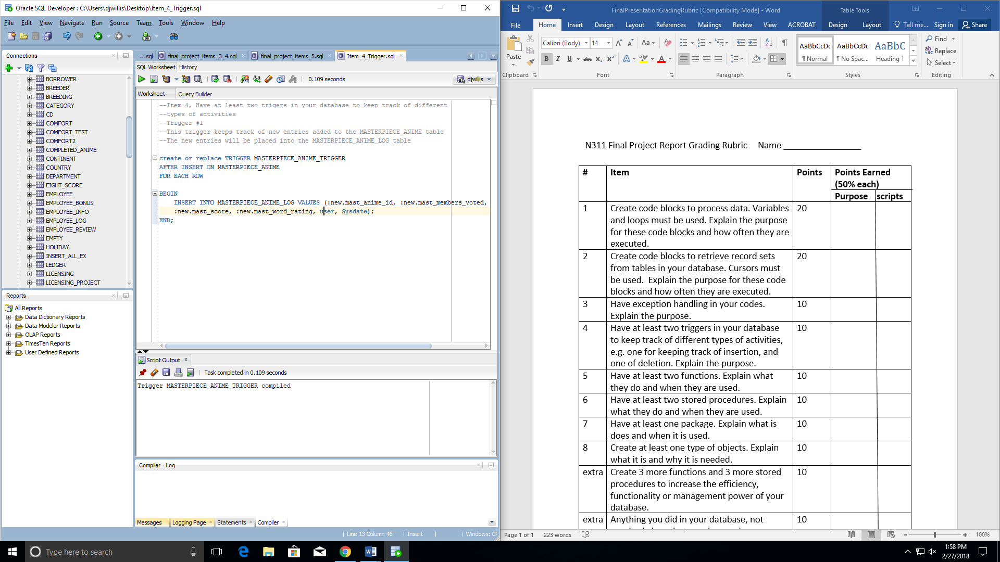 Oracle SQL Developer : C:\Users\djwillis\Desktop\Item_4_Trigger.sql
File Edit View Navigate Run Source Team Tools Window Help
Connections
BORROWER
BREEDER
BREEDING
CATEGORY
CD
COMFORT
COMFORT_TEST
COMFORT2
COMPLETED_ANIME
CONTINENT
COUNTRY
DEPARTMENT
EIGHT_SCORE
EMPLOYEE
EMPLOYEE_BONUS
EMPLOYEE_INFO
EMPLOYEE_LOG
EMPLOYEE_REVIEW
EMPTY
HOLIDAY
INSERT_ALL_EX
LEDGER
LICENSING
LICENSING_PROJECT
Reports
All Reports
Data Dictionary Reports
Data Modeler Reports
OLAP Reports
TimesTen Reports
User Defined Reports
...sql final_project_items_3_4.sql final_project_items_5.sql Item_4_Trigger.sql
SQL Worksheet History
0.109 seconds djwillis
Worksheet Query Builder
--Item 4, Have at least two trigers in your database to keep track of different
--types of activities
--Trigger #1
--This trigger keeps track of new entries added to the MASTERPIECE_ANIME table
--The new entries will be placed into the MASTERPIECE_ANIME_LOG table
create or replace TRIGGER MASTERPIECE_ANIME_TRIGGER
AFTER INSERT ON MASTERPIECE_ANIME
FOR EACH ROW
BEGIN
INSERT INTO MASTERPIECE_ANIME_LOG VALUES (:new.mast_anime_id, :new.mast_members_voted,
:new.mast_score, :new.mast_word_rating, user, Sysdate);
END;
Script Output
Task completed in 0.109 seconds
Trigger MASTERPIECE_ANIME_TRIGGER compiled
Compiler - Log
Messages Logging Page Statements Compiler
Line 13 Column 46 Insert Windows: CF
FinalPresentationGradingRubric [Compatibility Mode] - Word Table Tools
File Home Insert Design Layout References Mailings Review View ACROBAT Design Layout Tell me... Sign in Share
Paste
Calibri (Body) 14
Clipboard Font Paragraph Styles Editing
AaBbCcDc AaBbCcDc AaBbC
¶ Normal ¶ No Spac... Heading 1
Find
Replace
Select
N311 Final Project Report Grading Rubric Name _________________
# Item Points Points Earned
(50% each)
Purpose scripts
1 Create code blocks to process data. Variables 20
and loops must be used. Explain the purpose
for these code blocks and how often they are
executed.
2 Create code blocks to retrieve record sets 20
from tables in your database. Cursors must
be used. Explain the purpose for these code
blocks and how often they are executed.
3 Have exception handling in your codes. 10
Explain the purpose.
4 Have at least two triggers in your database 10
to keep track of different types of activities,
e.g. one for keeping track of insertion, and
one of deletion. Explain the purpose.
5 Have at least two functions. Explain what 10
they do and when they are used.
6 Have at least two stored procedures. Explain 10
what they do and when they are used.
7 Have at least one package. Explain what is 10
does and when it is used.
8 Create at least one type of objects. Explain 10
what it is and why it is needed.
extra Create 3 more functions and 3 more stored 10
procedures to increase the efficiency,
functionality or management power of your
database.
extra Anything you did in your database, not 10
Page 1 of 1 223 words 100%
Type here to search
1:58 PM
2/27/2018